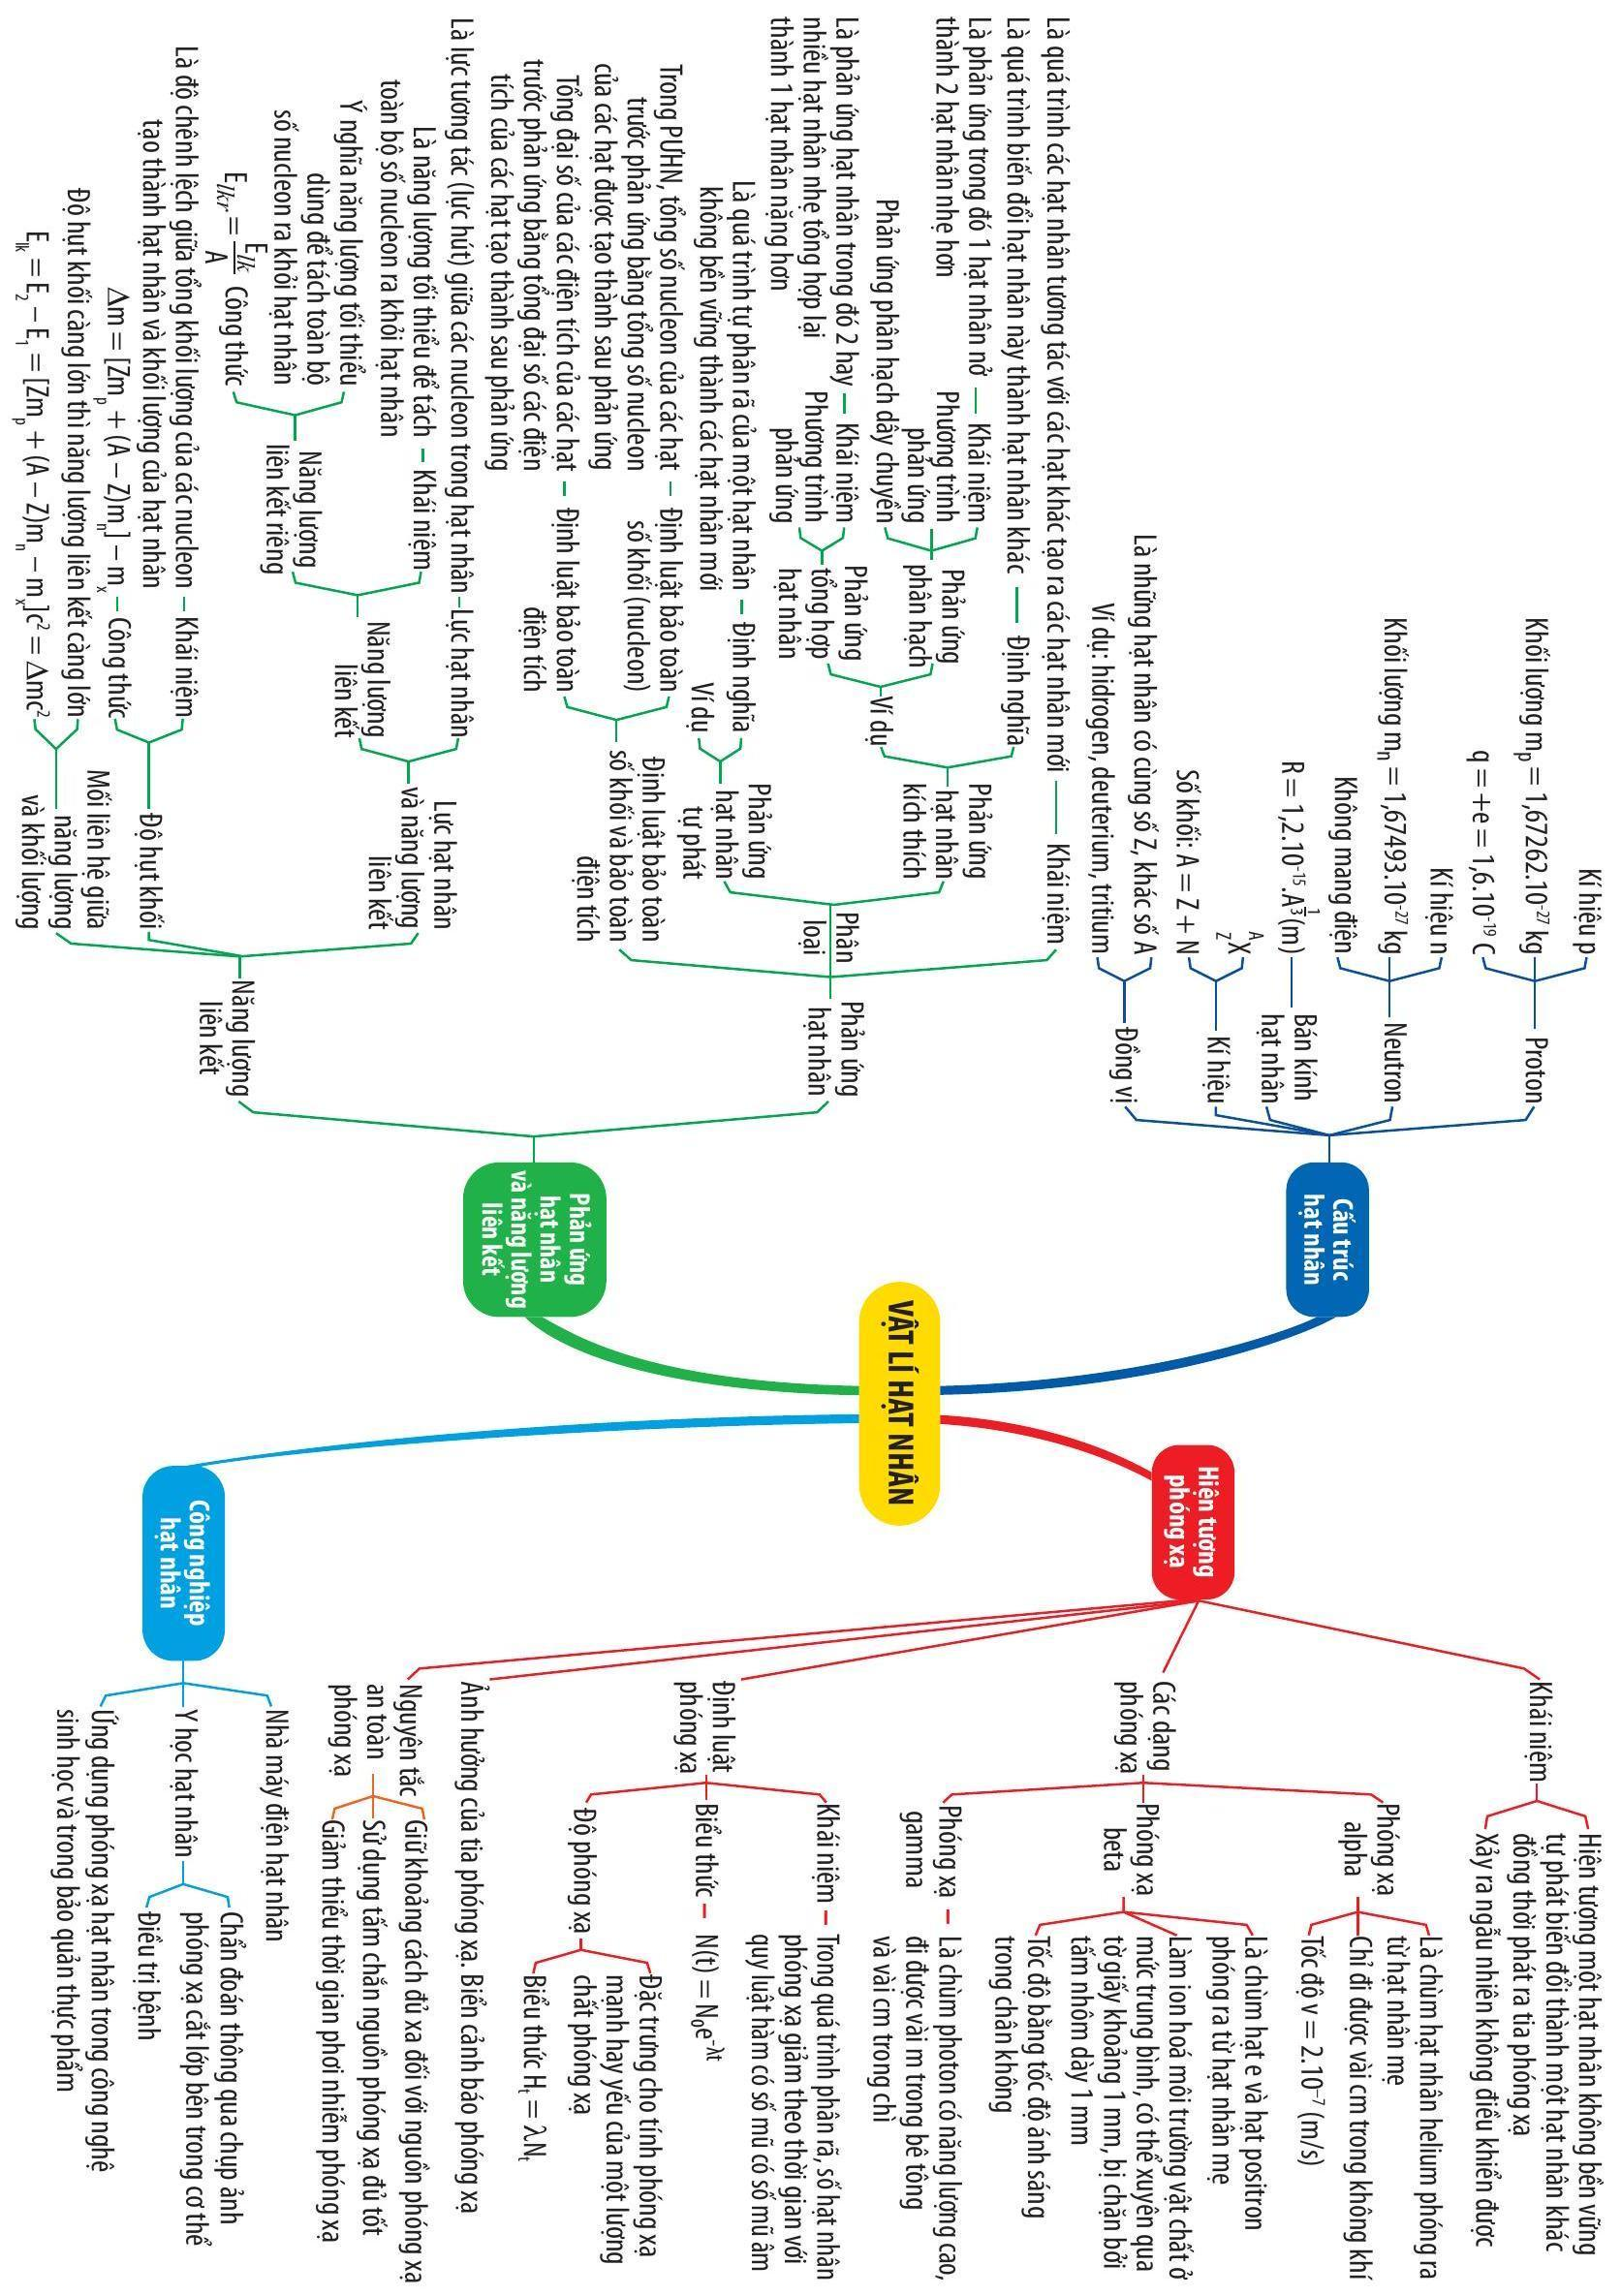 VẬT LÍ HẠT NHÂN
Cấu trúc
hạt nhân
Proton
Kí hiệu p
Khối lượng mₚ = 1,67262.10⁻²⁷ kg
q = +e = 1,6.10⁻¹⁹ C
Neutron
Kí hiệu n
Khối lượng mₙ = 1,67493.10⁻²⁷ kg
Không mang điện
Bán kính
hạt nhân
R = 1,2.10⁻¹⁵.A^(1/3) (m)
Kí hiệu
ᴬ_Z X
Số khối: A = Z + N
Đồng vị
Là những hạt nhân có cùng số Z, khác số A
Ví dụ: hidrogen, deuterium, tritium
Phản ứng
hạt nhân
và năng lượng
liên kết
Phản ứng
hạt nhân
Khái niệm
Là quá trình các hạt nhân tương tác với các hạt khác tạo ra các hạt nhân mới
Phân
loại
Phản ứng
hạt nhân
kích thích
Định nghĩa
Là quá trình biến đổi hạt nhân này thành hạt nhân khác
Ví dụ
Phản ứng
phân hạch
Khái niệm
Là phản ứng trong đó 1 hạt nhân nở
thành 2 hạt nhân nhẹ hơn
Phương trình
phản ứng
Phản ứng phân hạch dây chuyền
Phản ứng
tổng hợp
hạt nhân
Khái niệm
Là phản ứng hạt nhân trong đó 2 hay
nhiều hạt nhân nhẹ tổng hợp lại
thành 1 hạt nhân nặng hơn
Phương trình
phản ứng
Phản ứng
hạt nhân
tự phát
Định nghĩa
Là quá trình tự phân rã của một hạt nhân
không bền vững thành các hạt nhân mới
Ví dụ
Định luật bảo toàn
số khối và bảo toàn
điện tích
Định luật bảo toàn
số khối (nucleon)
Trong PƯHN, tổng số nucleon của các hạt
trước phản ứng bằng tổng số nucleon
của các hạt được tạo thành sau phản ứng
Định luật bảo toàn
điện tích
Tổng đại số của các điện tích của các hạt
trước phản ứng bằng tổng đại số các điện
tích của các hạt tạo thành sau phản ứng
Năng lượng
liên kết
Lực hạt nhân
và năng lượng
liên kết
Lực hạt nhân
Là lực tương tác (lực hút) giữa các nucleon trong hạt nhân
Năng lượng
liên kết
Khái niệm
Là năng lượng tối thiểu để tách
toàn bộ số nucleon ra khỏi hạt nhân
Năng lượng
liên kết riêng
Ý nghĩa năng lượng tối thiểu
dùng để tách toàn bộ
số nucleon ra khỏi hạt nhân
Công thức
E_lkr = E_lk/A
Độ hụt khối
Khái niệm
Là độ chênh lệch giữa tổng khối lượng của các nucleon
tạo thành hạt nhân và khối lượng của hạt nhân
Công thức
Δm = [Zm_p + (A − Z)m_n] − m_x
Mối liên hệ giữa
năng lượng
và khối lượng
Độ hụt khối càng lớn thì năng lượng liên kết càng lớn
E_lk = E₂ − E₁ = [Zm_p + (A − Z)m_n − m_x]c² = Δmc²
Hiện tượng
phóng xạ
Khái niệm
Hiện tượng một hạt nhân không bền vững
tự phát biến đổi thành một hạt nhân khác
đồng thời phát ra tia phóng xạ
Xảy ra ngẫu nhiên không điều khiển được
Các dạng
phóng xạ
Phóng xạ
alpha
Là chùm hạt nhân helium phóng ra
từ hạt nhân mẹ
Chỉ đi được vài cm trong không khí
Tốc độ v = 2.10⁻⁷ (m/s)
Phóng xạ
beta
Là chùm hạt e và hạt positron
phóng ra từ hạt nhân mẹ
Làm ion hoá môi trường vật chất ở
mức trung bình, có thể xuyên qua
tờ giấy khoảng 1 mm, bị chặn bởi
tấm nhôm dày 1 mm
Tốc độ bằng tốc độ ánh sáng
trong chân không
Phóng xạ
gamma
Là chùm photon có năng lượng cao,
đi được vài m trong bê tông
và vài cm trong chì
Định luật
phóng xạ
Khái niệm
Trong quá trình phân rã, số hạt nhân
phóng xạ giảm theo thời gian với
quy luật hàm có số mũ có số mũ âm
Biểu thức
N(t) = N₀e^(−λt)
Độ phóng xạ
Đặc trưng cho tính phóng xạ
mạnh hay yếu của một lượng
chất phóng xạ
Biểu thức H_t = λN_t
Ảnh hưởng của tia phóng xạ. Biển cảnh báo phóng xạ
Nguyên tắc
an toàn
phóng xạ
Giữ khoảng cách đủ xa đối với nguồn phóng xạ
Sử dụng tấm chắn nguồn phóng xạ đủ tốt
Giảm thiểu thời gian phơi nhiễm phóng xạ
Công nghiệp
hạt nhân
Nhà máy điện hạt nhân
Y học hạt nhân
Chẩn đoán thông qua chụp ảnh
phóng xạ cắt lớp bên trong cơ thể
Điều trị bệnh
Ứng dụng phóng xạ hạt nhân trong công nghệ
sinh học và trong bảo quản thực phẩm